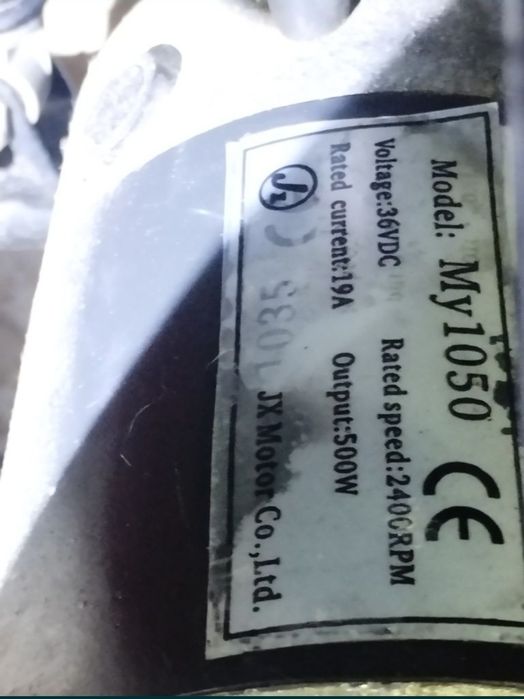 Model: My1050 CE
Voltage:36VDC Rated speed:2400RPM
Rated current:19A Output:500W
JX Motor Co.,Ltd.